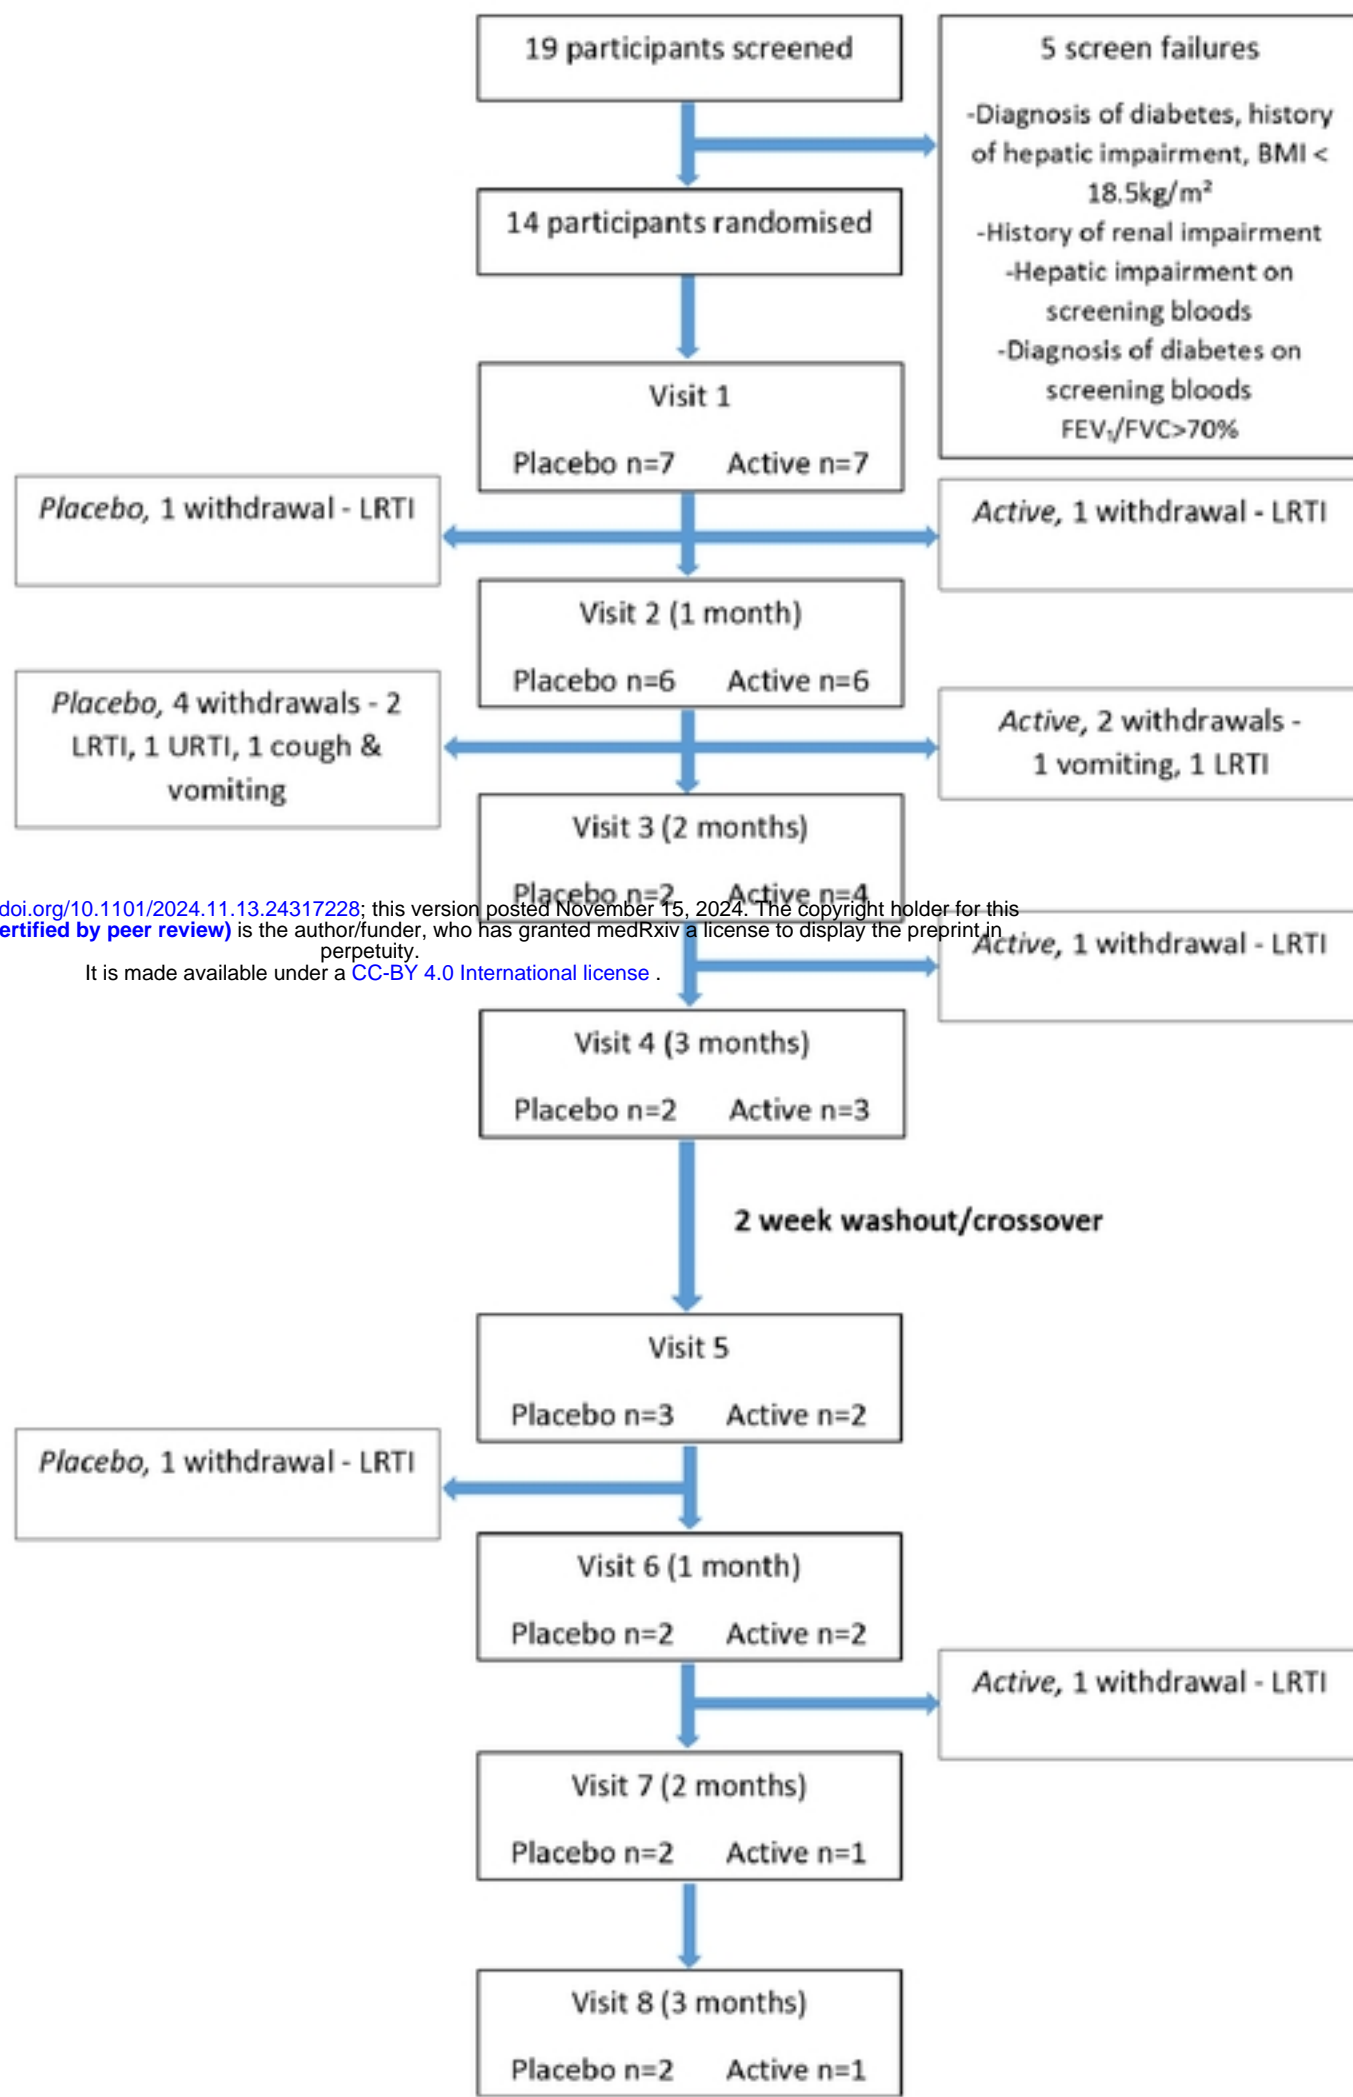 19 participants screened
5 screen failures
-Diagnosis of diabetes, history
of hepatic impairment, BMI <
18.5kg/m²
-History of renal impairment
-Hepatic impairment on
screening bloods
-Diagnosis of diabetes on
screening bloods
FEV₁/FVC>70%
14 participants randomised
Visit 1
Placebo n=7 Active n=7
Placebo, 1 withdrawal - LRTI
Active, 1 withdrawal - LRTI
Visit 2 (1 month)
Placebo n=6 Active n=6
Placebo, 4 withdrawals - 2
LRTI, 1 URTI, 1 cough &
vomiting
Active, 2 withdrawals -
1 vomiting, 1 LRTI
Visit 3 (2 months)
Placebo n=2 Active n=4
doi.org/10.1101/2024.11.13.24317228; this version posted November 15, 2024. The copyright holder for this
ertified by peer review) is the author/funder, who has granted medRxiv a license to display the preprint in
perpetuity.
It is made available under a CC-BY 4.0 International license .
Active, 1 withdrawal - LRTI
Visit 4 (3 months)
Placebo n=2 Active n=3
2 week washout/crossover
Visit 5
Placebo n=3 Active n=2
Placebo, 1 withdrawal - LRTI
Visit 6 (1 month)
Placebo n=2 Active n=2
Active, 1 withdrawal - LRTI
Visit 7 (2 months)
Placebo n=2 Active n=1
Visit 8 (3 months)
Placebo n=2 Active n=1